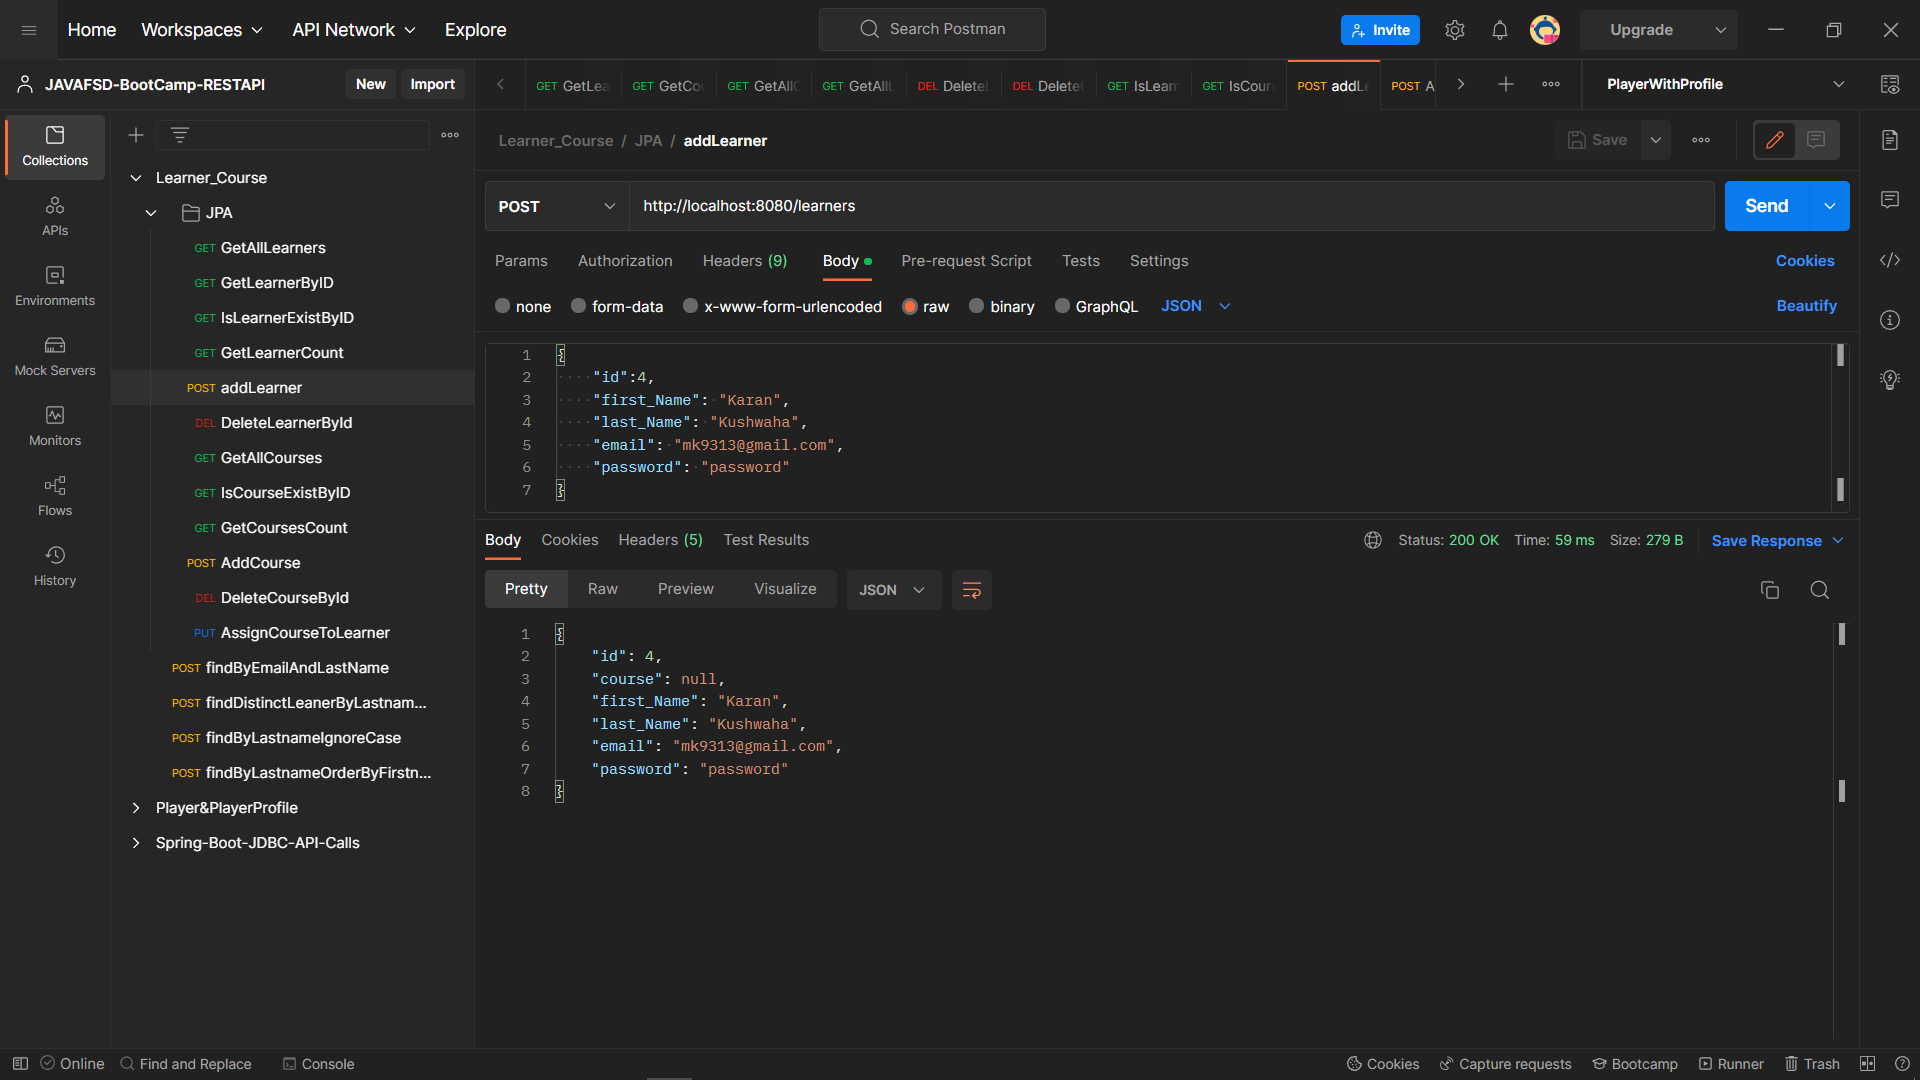 Home Workspaces API Network Explore
Search Postman
Invite Upgrade
JAVAFSD-BootCamp-RESTAPI New Import
GET GetLea GET GetCo GET GetAll GET GetAll DEL Delete DEL Delete GET IsLearn GET IsCour POST addLe POST A
PlayerWithProfile
Collections
APIs
Environments
Mock Servers
Monitors
Flows
History
Learner_Course
JPA
GET GetAllLearners
GET GetLearnerByID
GET IsLearnerExistByID
GET GetLearnerCount
POST addLearner
DEL DeleteLearnerById
GET GetAllCourses
GET IsCourseExistByID
GET GetCoursesCount
POST AddCourse
DEL DeleteCourseById
PUT AssignCourseToLearner
POST findByEmailAndLastName
POST findDistinctLeanerByLastnam...
POST findByLastnameIgnoreCase
POST findByLastnameOrderByFirstn...
Player&PlayerProfile
Spring-Boot-JDBC-API-Calls
Learner_Course / JPA / addLearner
Save
POST http://localhost:8080/learners Send
Params Authorization Headers (9) Body Pre-request Script Tests Settings Cookies
none form-data x-www-form-urlencoded raw binary GraphQL JSON Beautify
1 {
2 "id":4,
3 "first_Name": "Karan",
4 "last_Name": "Kushwaha",
5 "email": "mk9313@gmail.com",
6 "password": "password"
7 }
Body Cookies Headers (5) Test Results Status: 200 OK Time: 59 ms Size: 279 B Save Response
Pretty Raw Preview Visualize JSON
1 {
2 "id": 4,
3 "course": null,
4 "first_Name": "Karan",
5 "last_Name": "Kushwaha",
6 "email": "mk9313@gmail.com",
7 "password": "password"
8 }
Online Find and Replace Console Cookies Capture requests Bootcamp Runner Trash